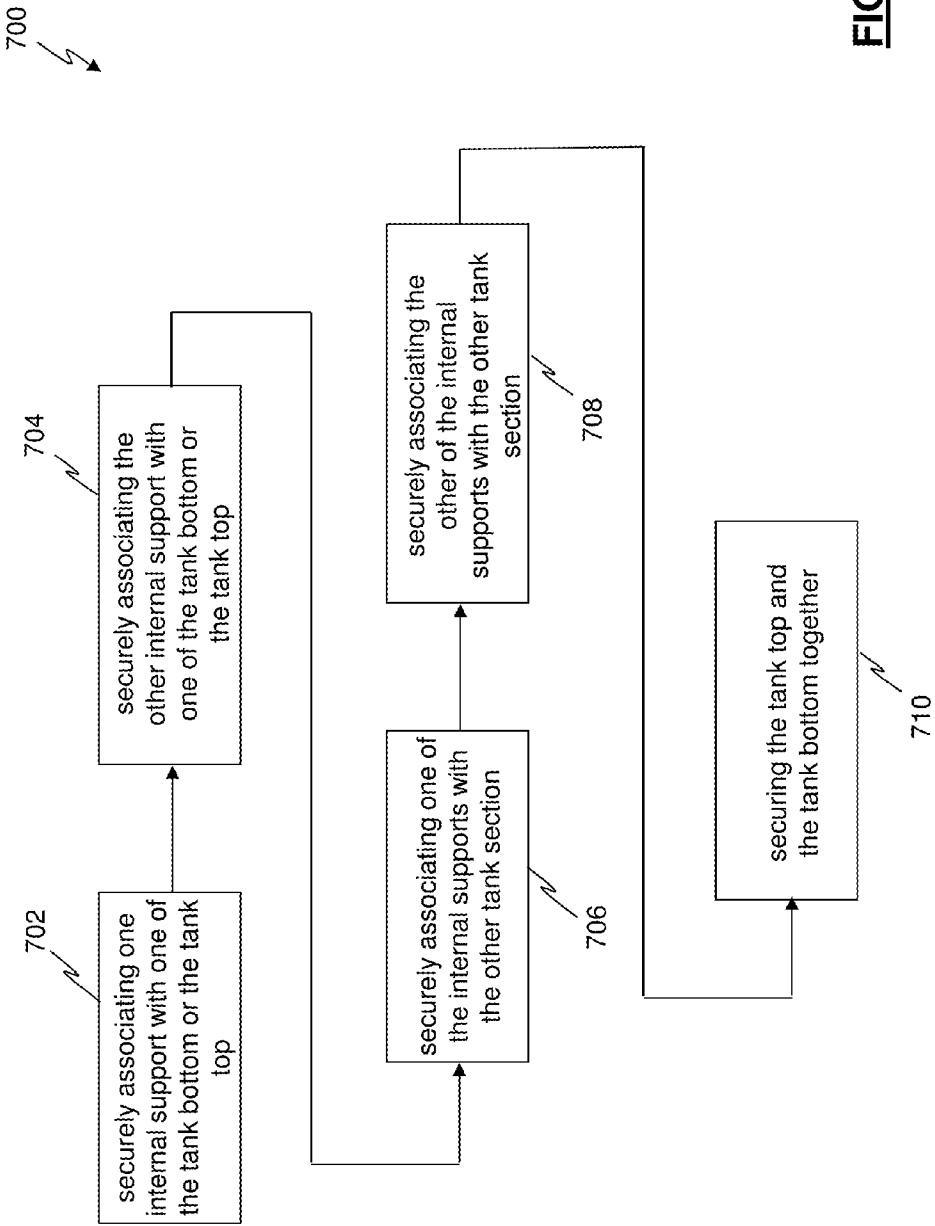 700
702
securely associating one
internal support with one of
the tank bottom or the tank
top
704
securely associating the
other internal support with
one of the tank bottom or
the tank top
securely associating one of
the internal supports with
the other tank section
706
securely associating the
other of the internal
supports with the other tank
section
708
securing the tank top and
the tank bottom together
710
FIG